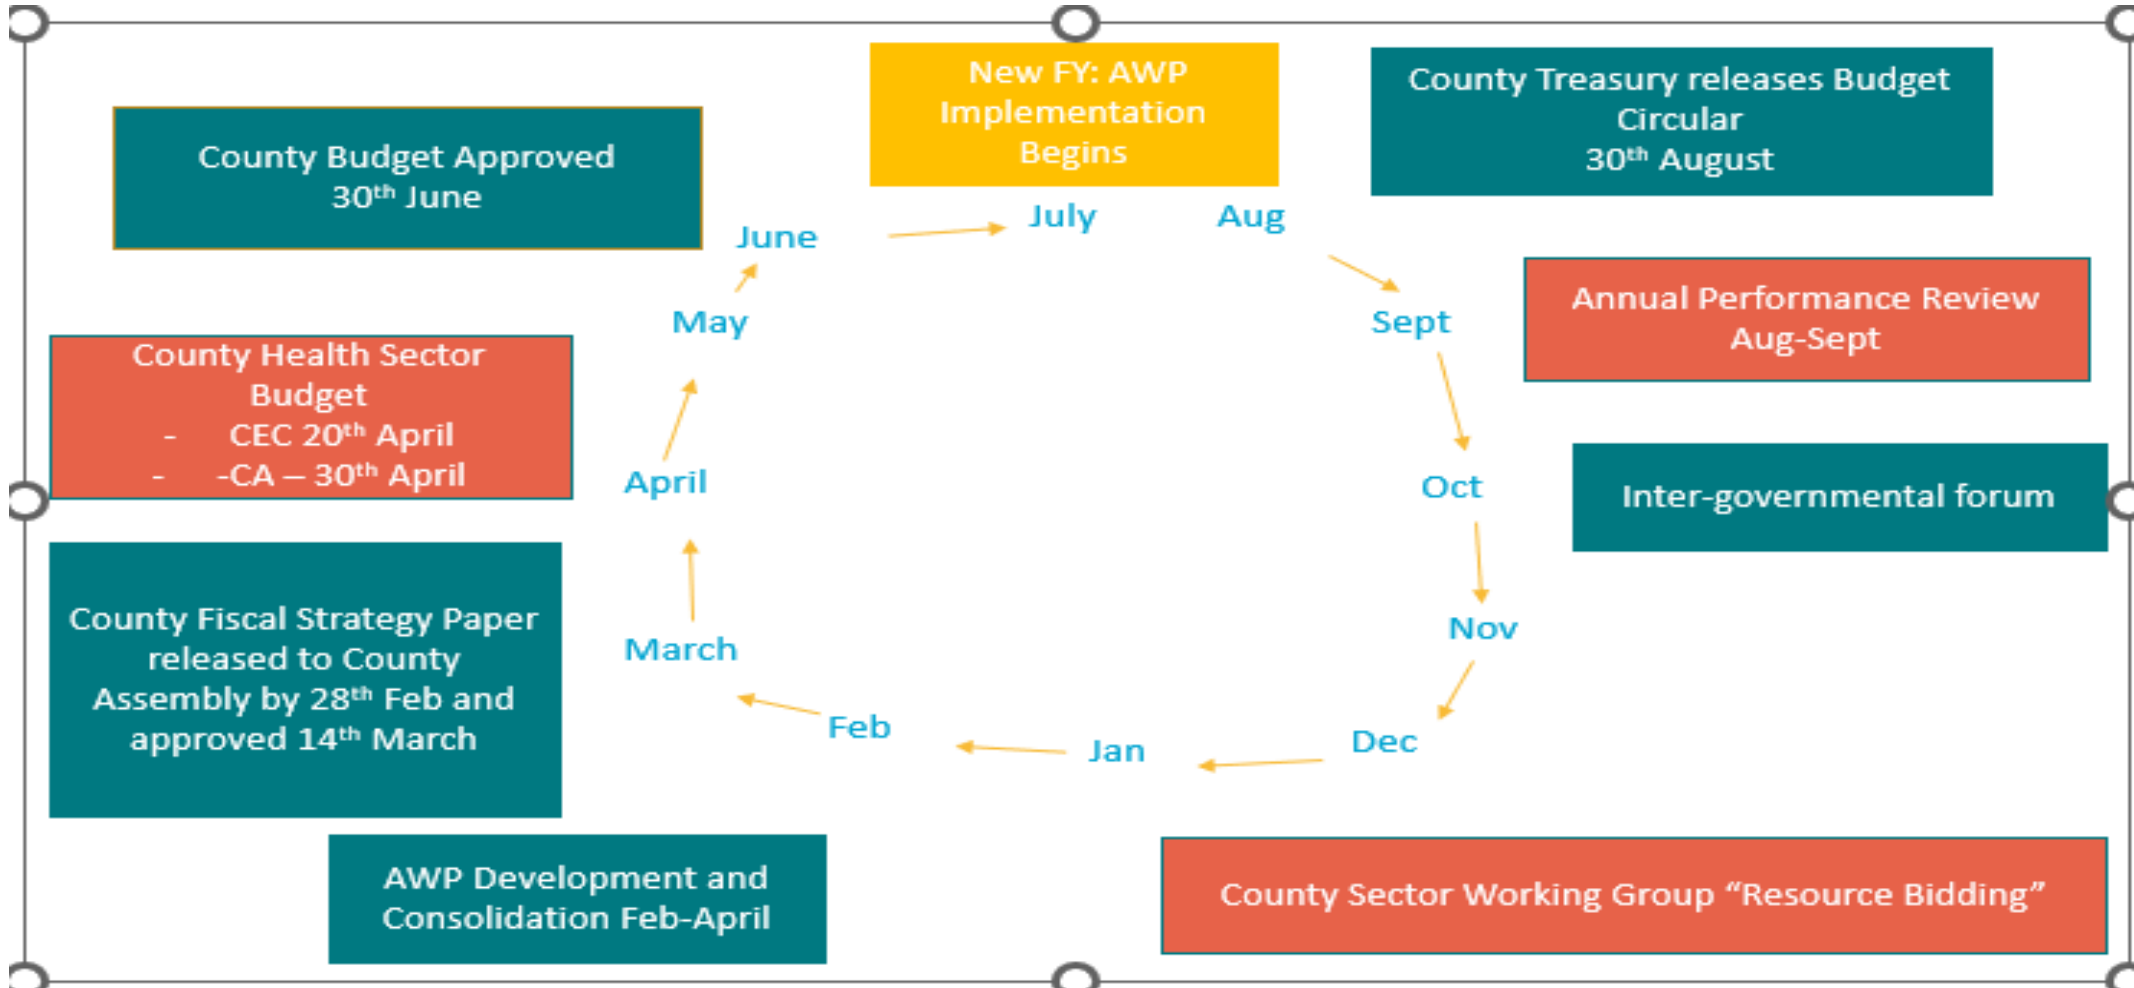 New FY: AWP
Implementation
Begins
County Treasury releases Budget
Circular
30th August
County Budget Approved
30th June
July
Aug
June
Annual Performance Review
Aug-Sept
May
Sept
County Health Sector
Budget
- CEC 20th April
- -CA – 30th April
April
Oct
Inter-governmental forum
County Fiscal Strategy Paper
released to County
Assembly by 28th Feb and
approved 14th March
March
Nov
Feb
Jan
Dec
AWP Development and
Consolidation Feb-April
County Sector Working Group “Resource Bidding”